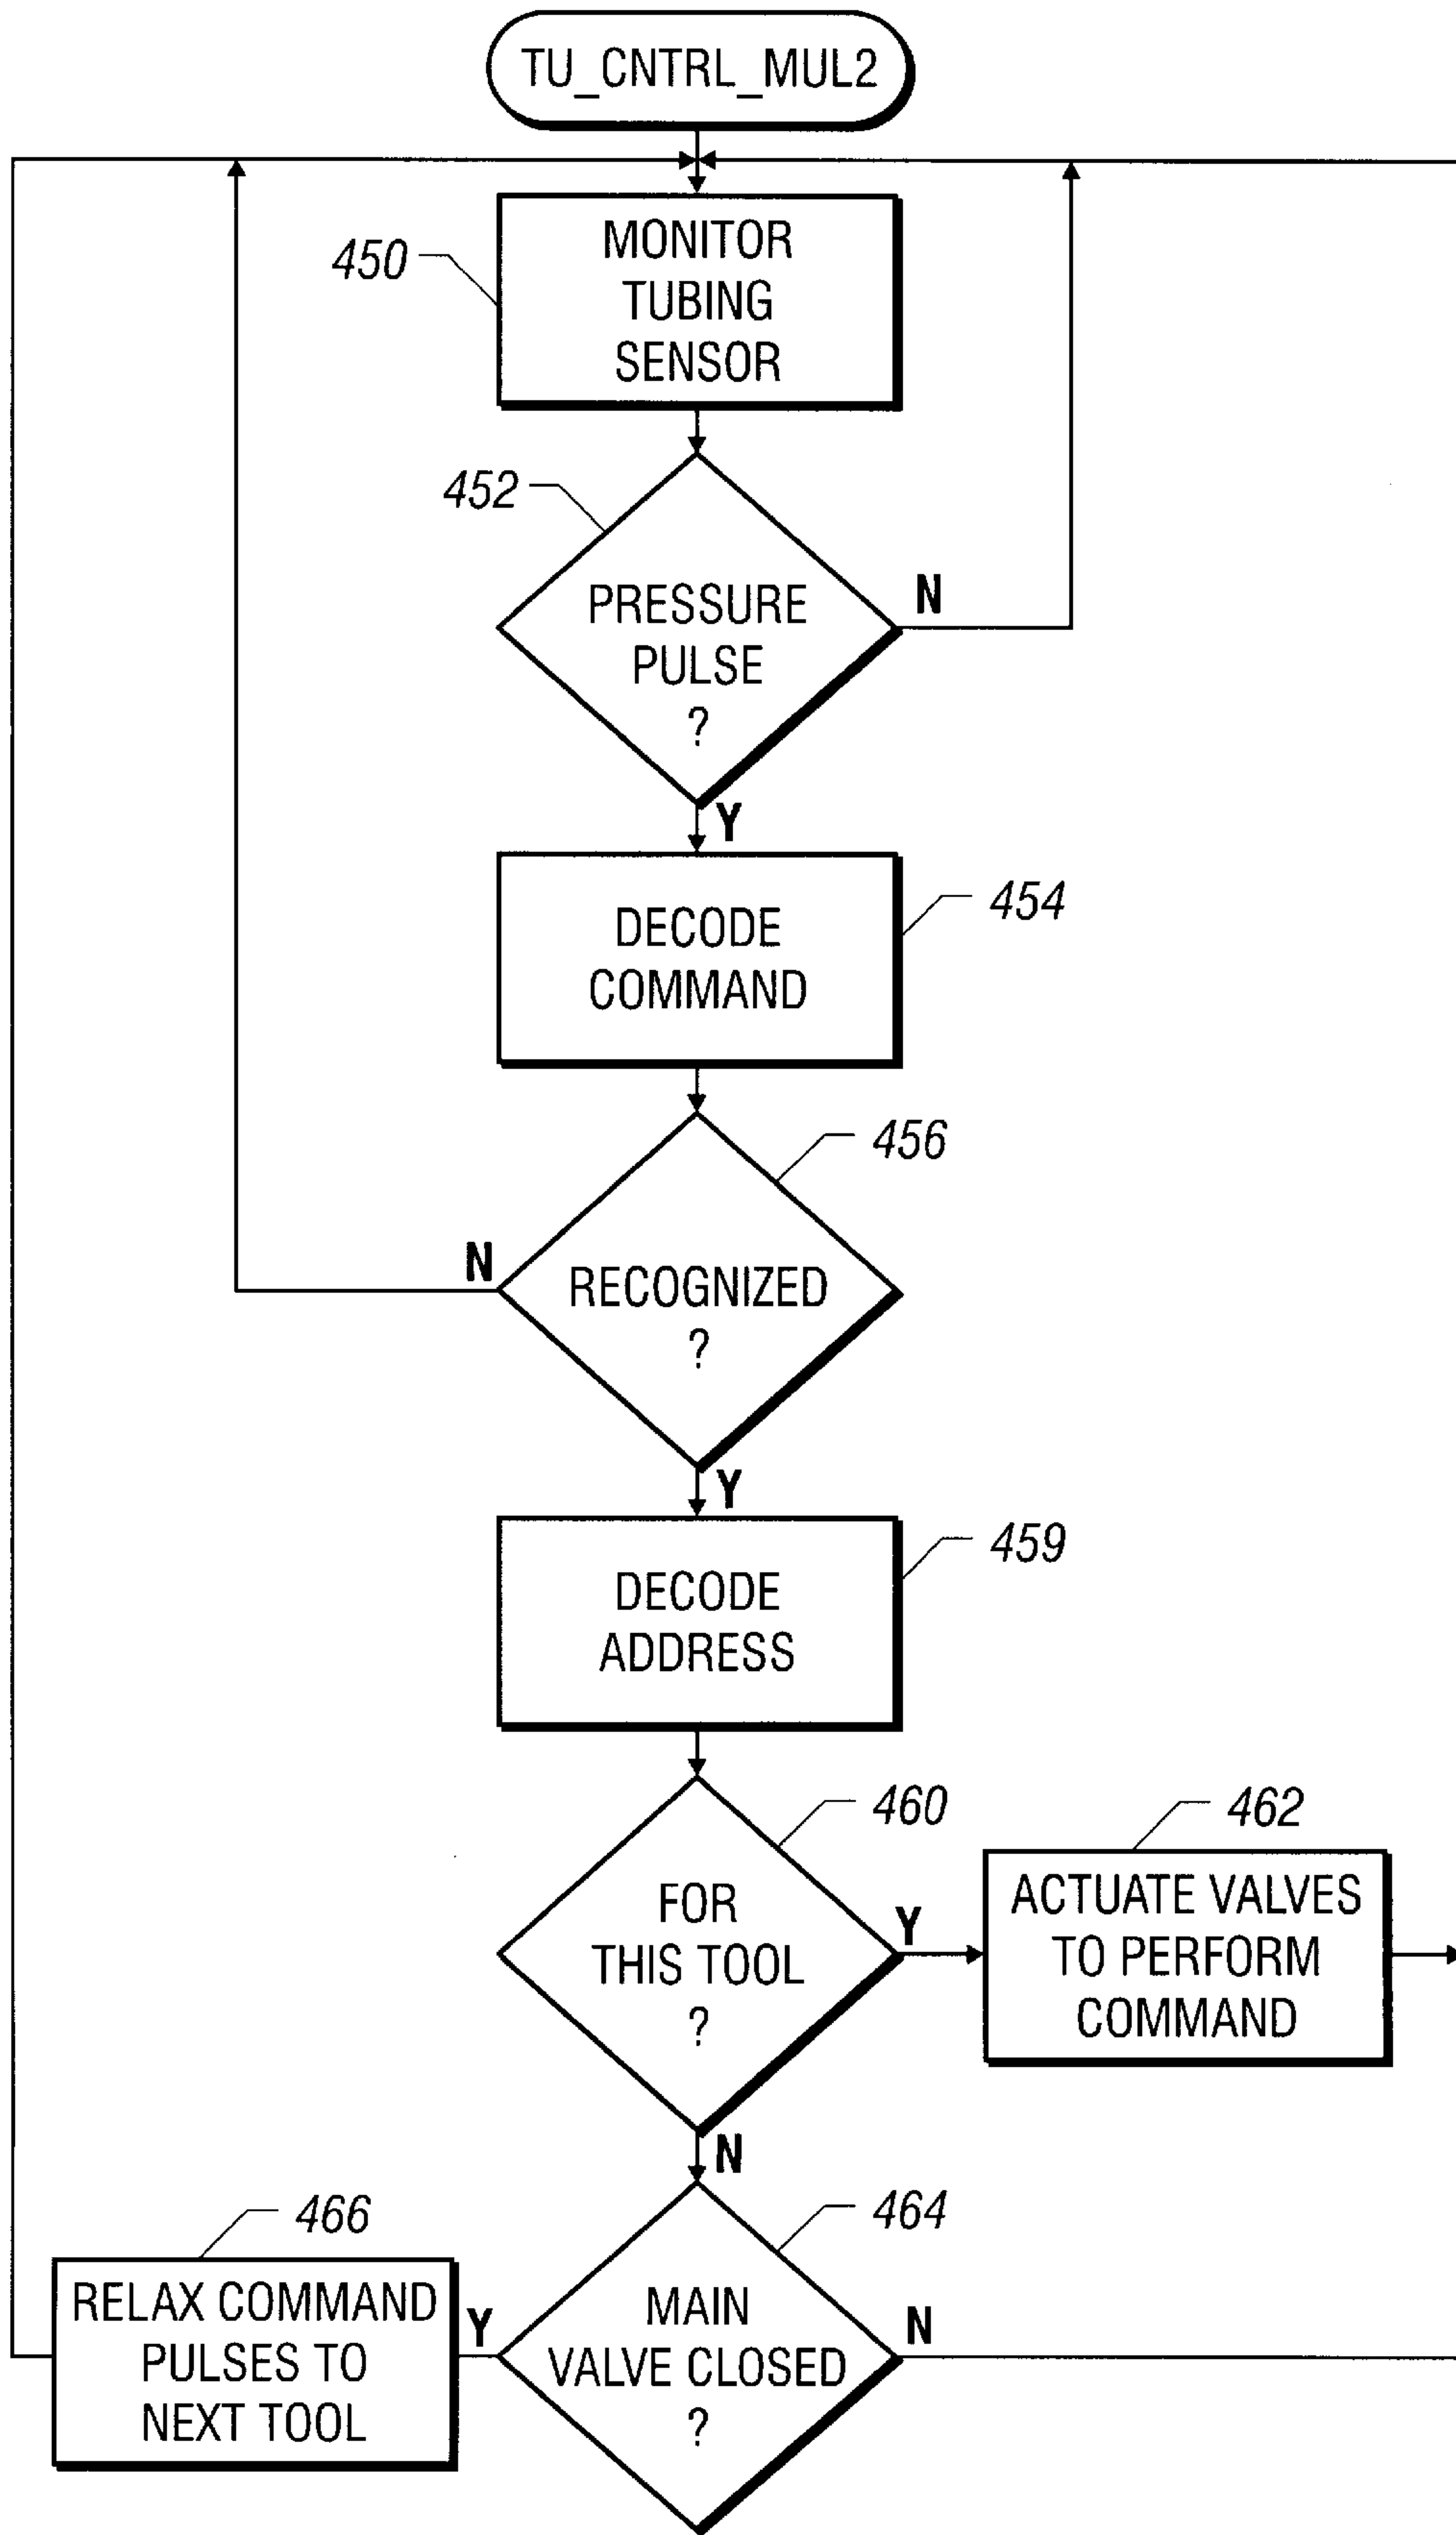 TU_CNTRL_MUL2
450
MONITOR
TUBING
SENSOR
452
PRESSURE
PULSE
?
N
Y
454
DECODE
COMMAND
456
RECOGNIZED
?
N
Y
459
DECODE
ADDRESS
460
FOR
THIS TOOL
?
Y
N
462
ACTUATE VALVES
TO PERFORM
COMMAND
464
MAIN
VALVE CLOSED
?
Y
N
466
RELAX COMMAND
PULSES TO
NEXT TOOL